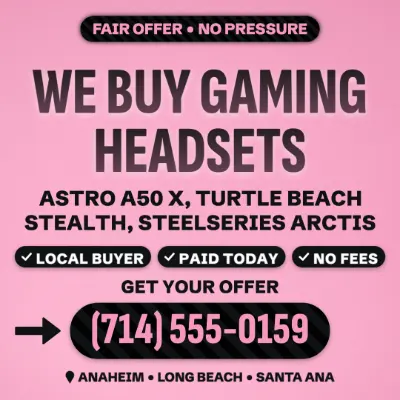 FAIR OFFER • NO PRESSURE
WE BUY GAMING
HEADSETS
ASTRO A50 X, TURTLE BEACH
STEALTH, STEELSERIES ARCTIS
✓ LOCAL BUYER ✓ PAID TODAY ✓ NO FEES
GET YOUR OFFER
(714) 555-0159
ANAHEIM • LONG BEACH • SANTA ANA